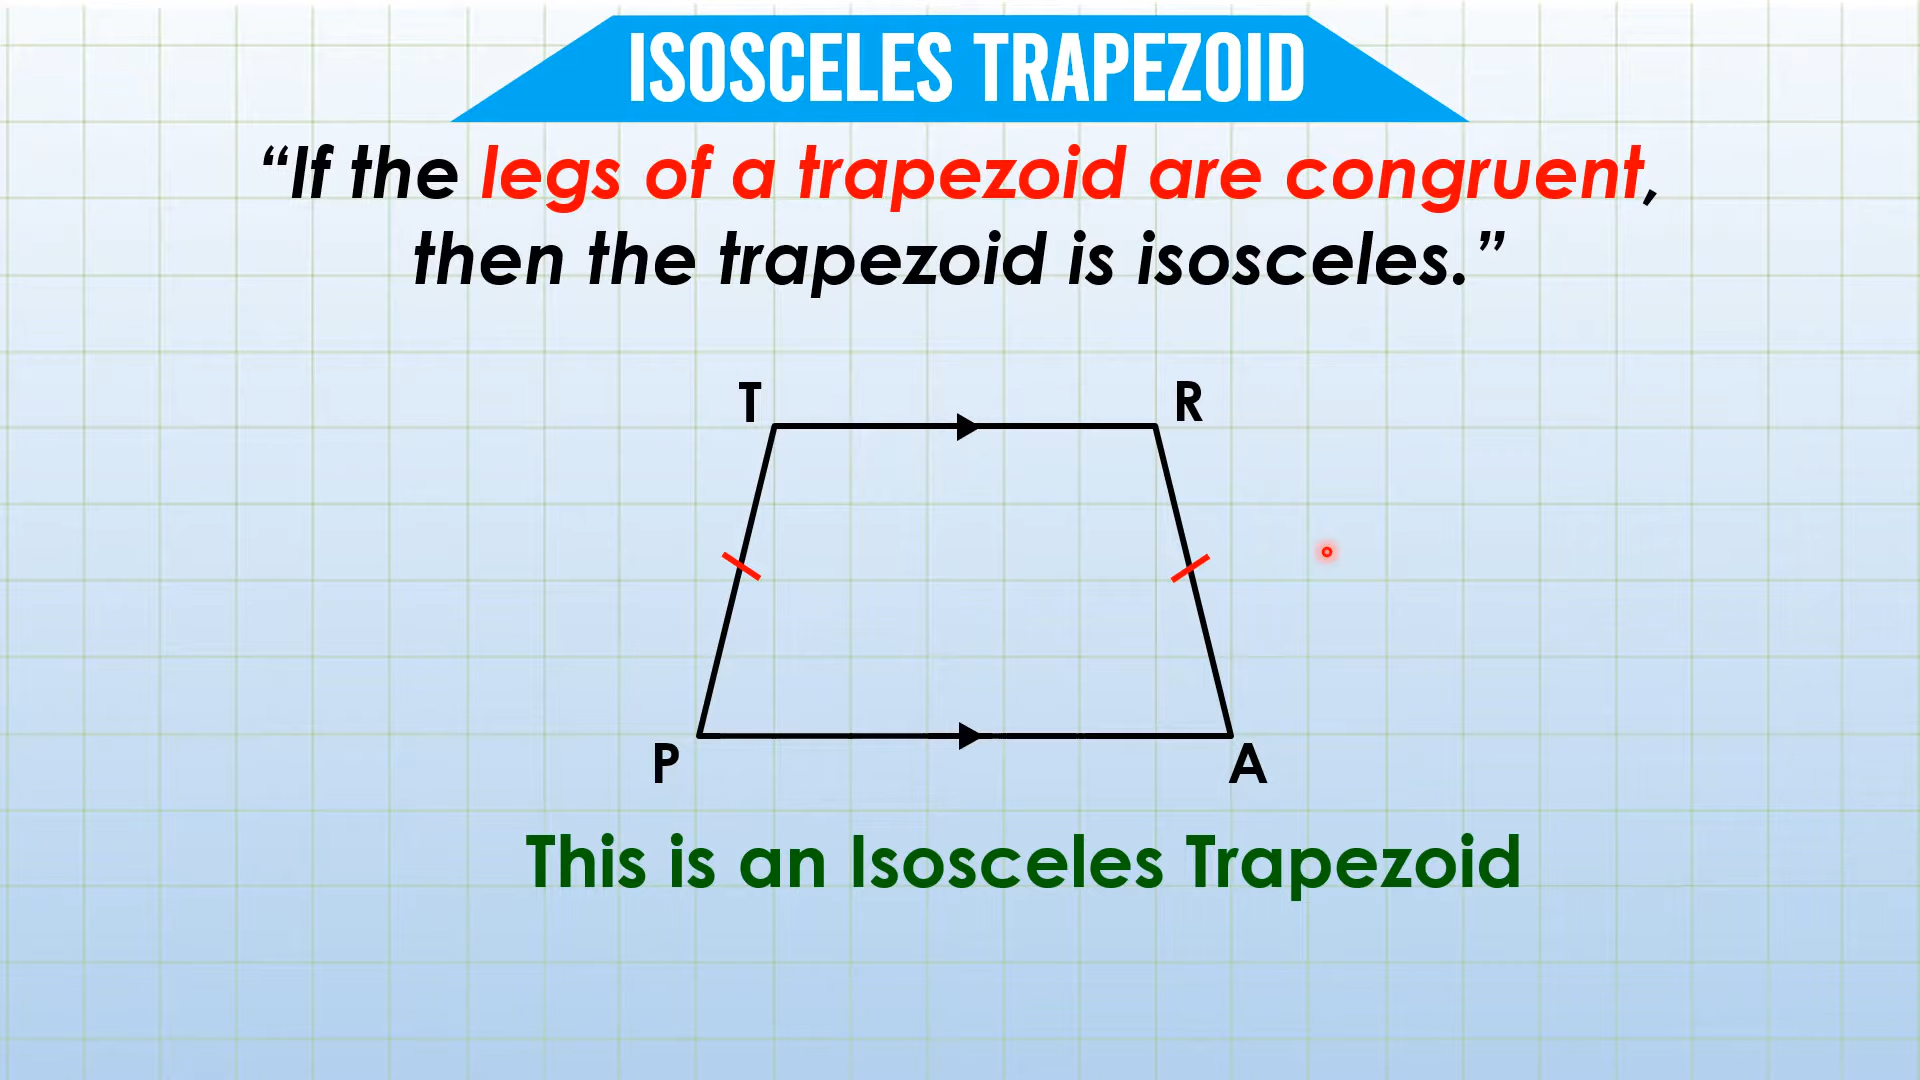 ISOSCELES TRAPEZOID
“If the legs of a trapezoid are congruent,
then the trapezoid is isosceles.”
T R
P A
This is an Isosceles Trapezoid